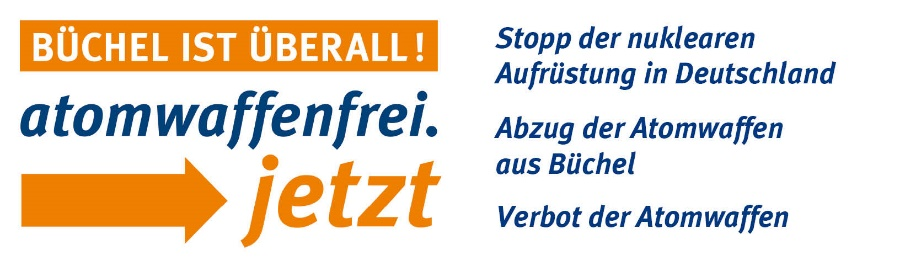 BÜCHEL IST ÜBERALL!
atomwaffenfrei.
jetzt
Stopp der nuklearen
Aufrüstung in Deutschland
Abzug der Atomwaffen
aus Büchel
Verbot der Atomwaffen